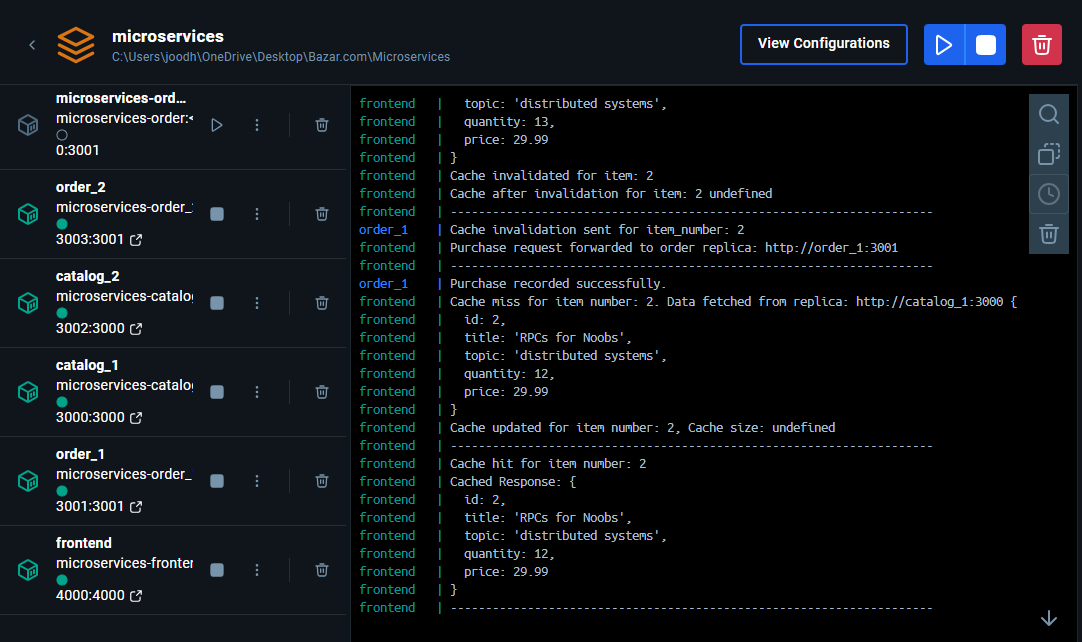 microservices
C:\Users\joodh\OneDrive\Desktop\Bazar.com\Microservices
View Configurations
microservices-ord...
microservices-order:<
0:3001
order_2
microservices-order_
3003:3001
catalog_2
microservices-catalo
3002:3000
catalog_1
microservices-catalo
3000:3000
order_1
microservices-order_
3001:3001
frontend
microservices-fronter
4000:4000
frontend | topic: 'distributed systems',
frontend | quantity: 13,
frontend | price: 29.99
frontend | }
frontend | Cache invalidated for item: 2
frontend | Cache after invalidation for item: 2 undefined
frontend | ---------------------------------------------------------------------
order_1 | Cache invalidation sent for item_number: 2
frontend | Purchase request forwarded to order replica: http://order_1:3001
frontend | ---------------------------------------------------------------------
order_1 | Purchase recorded successfully.
frontend | Cache miss for item number: 2. Data fetched from replica: http://catalog_1:3000 {
frontend | id: 2,
frontend | title: 'RPCs for Noobs',
frontend | topic: 'distributed systems',
frontend | quantity: 12,
frontend | price: 29.99
frontend | }
frontend | Cache updated for item number: 2, Cache size: undefined
frontend | ---------------------------------------------------------------------
frontend | Cache hit for item number: 2
frontend | Cached Response: {
frontend | id: 2,
frontend | title: 'RPCs for Noobs',
frontend | topic: 'distributed systems',
frontend | quantity: 12,
frontend | price: 29.99
frontend | }
frontend | ---------------------------------------------------------------------